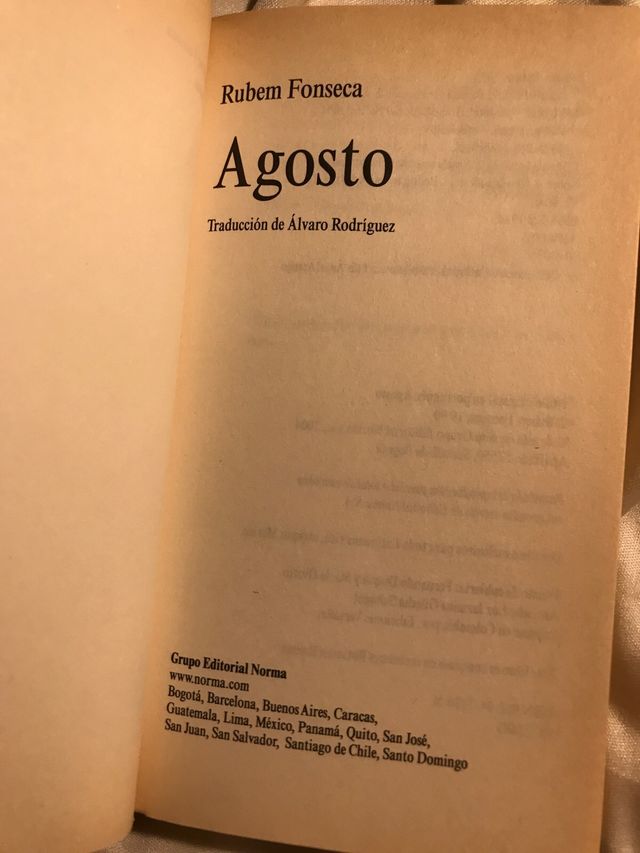 Rubem Fonseca
Agosto
Traducción de Álvaro Rodríguez
Grupo Editorial Norma
www.norma.com
Bogotá, Barcelona, Buenos Aires, Caracas,
Guatemala, Lima, México, Panamá, Quito, San José,
San Juan, San Salvador, Santiago de Chile, Santo Domingo